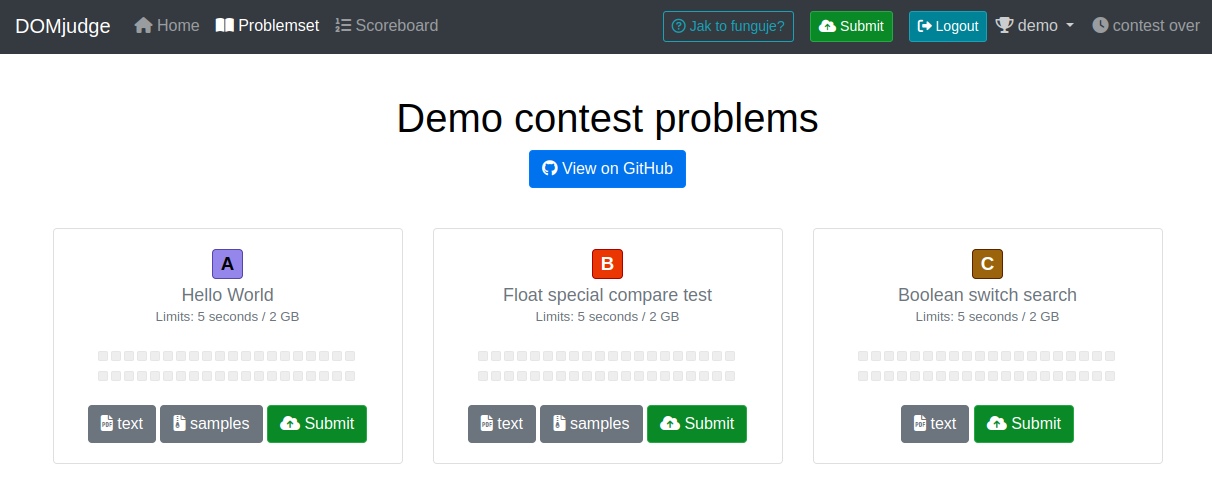 DOMjudge Home Problemset Scoreboard Jak to funguje? Submit Logout demo contest over
Demo contest problems
View on GitHub
A
Hello World
Limits: 5 seconds / 2 GB
text samples Submit
B
Float special compare test
Limits: 5 seconds / 2 GB
text samples Submit
C
Boolean switch search
Limits: 5 seconds / 2 GB
text Submit